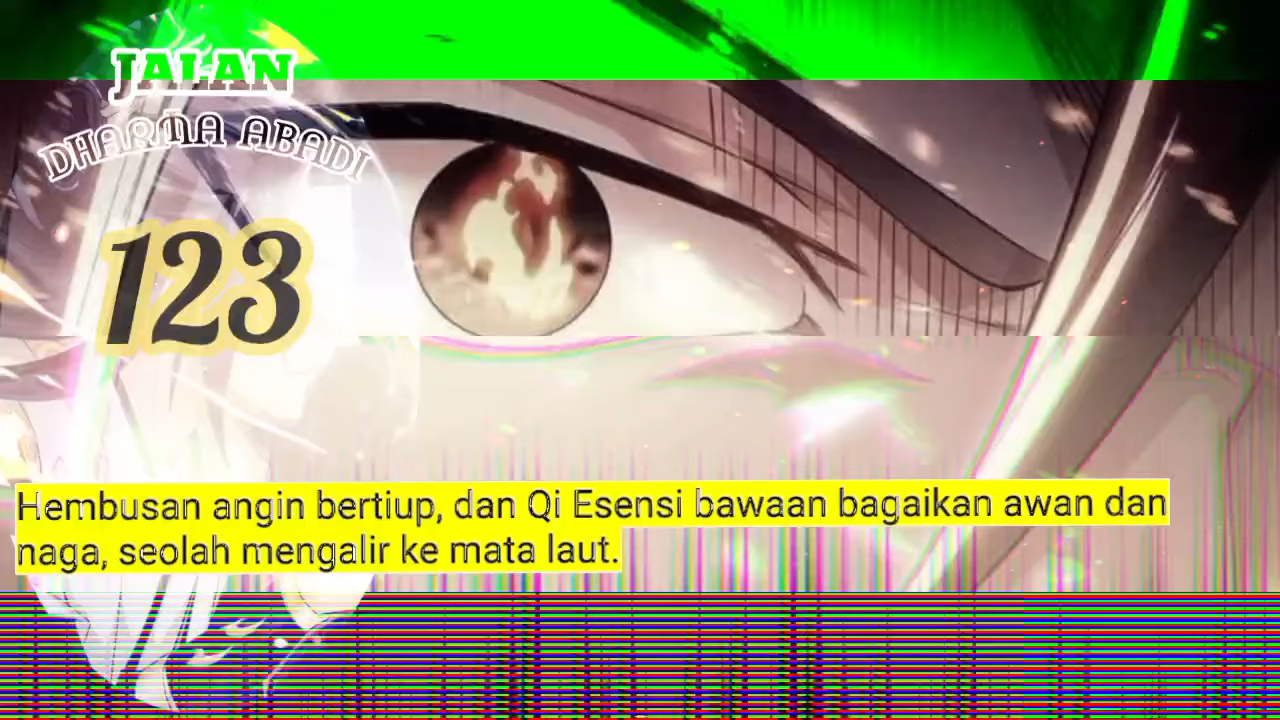 JALAN
DHARMA ABADI
123
Hembusan angin bertiup, dan Qi Esensi bawaan bagaikan awan dan
naga, seolah mengalir ke mata laut.